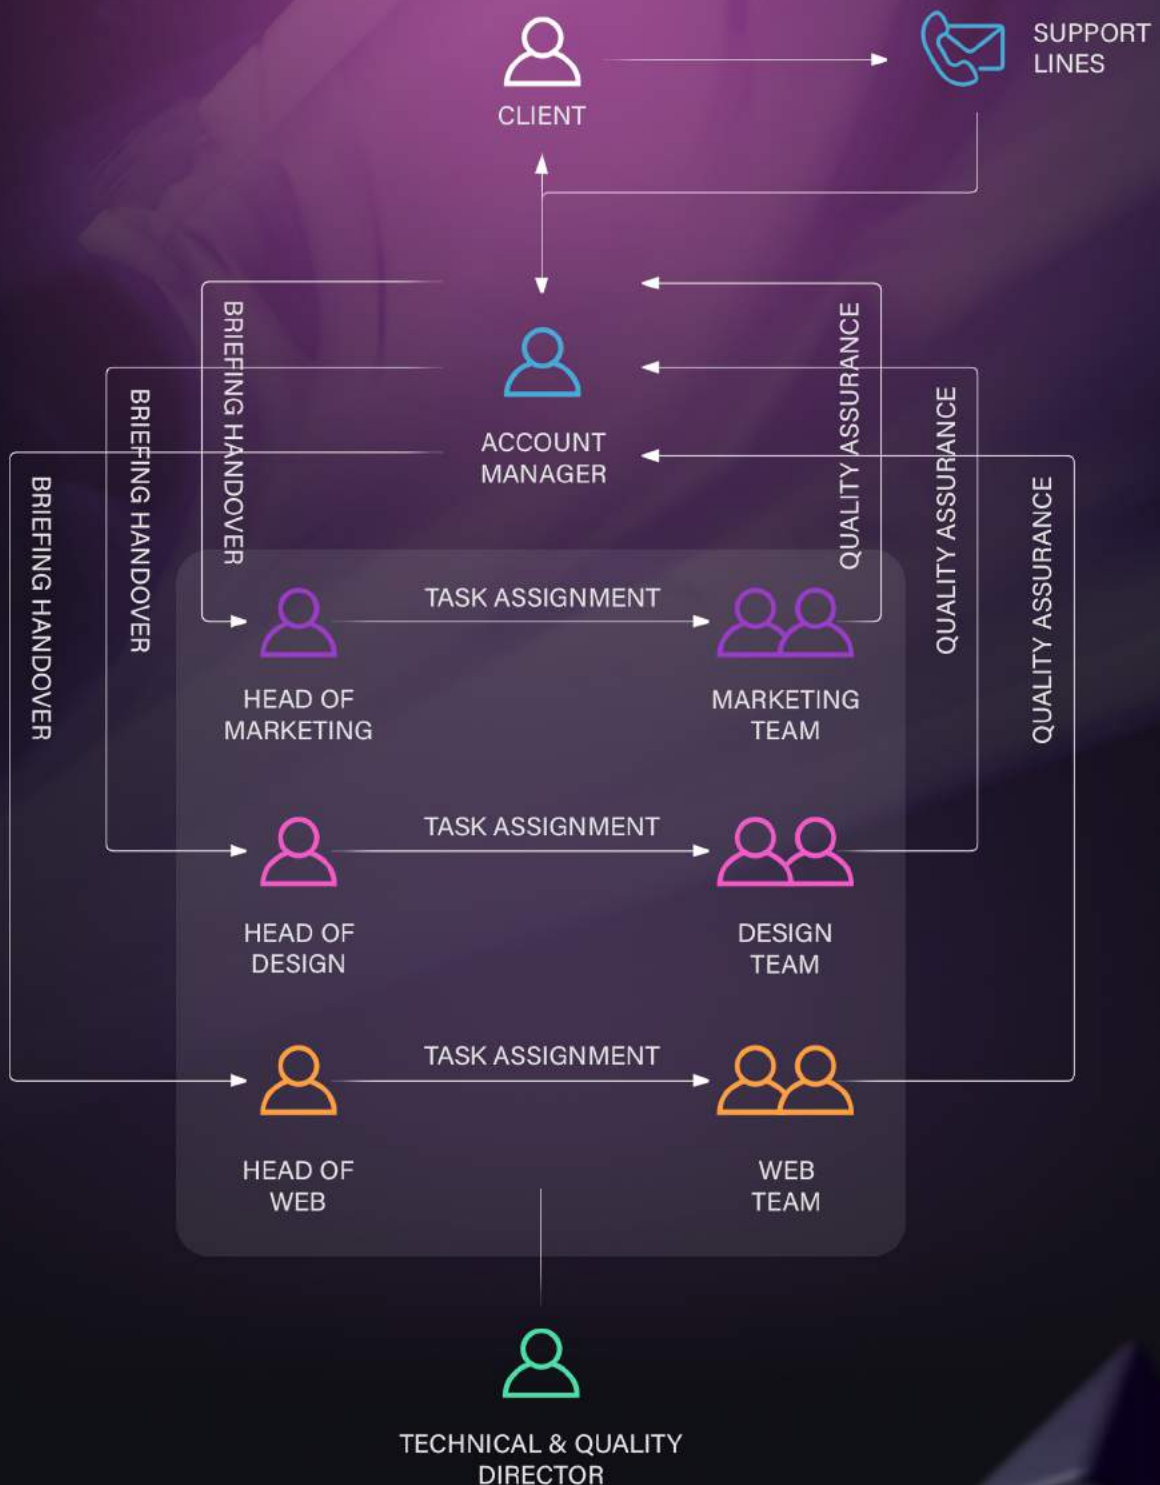 CLIENT
SUPPORT
LINES
BRIEFING HANDOVER
BRIEFING HANDOVER
BRIEFING HANDOVER
ACCOUNT
MANAGER
QUALITY ASSURANCE
QUALITY ASSURANCE
QUALITY ASSURANCE
TASK ASSIGNMENT
HEAD OF
MARKETING
MARKETING
TEAM
TASK ASSIGNMENT
HEAD OF
DESIGN
DESIGN
TEAM
TASK ASSIGNMENT
HEAD OF
WEB
WEB
TEAM
TECHNICAL & QUALITY
DIRECTOR